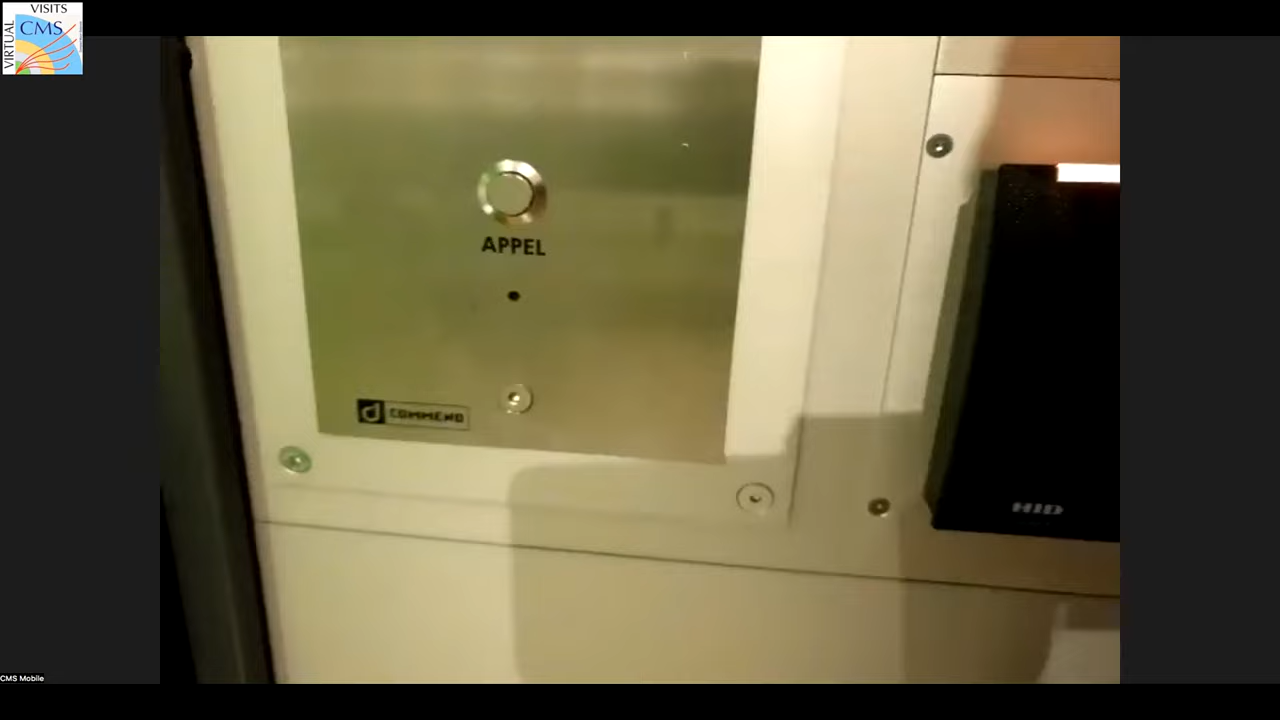 VISITS
VIRTUAL
CMS
APPEL
COMMEND
HID
CMS Mobile